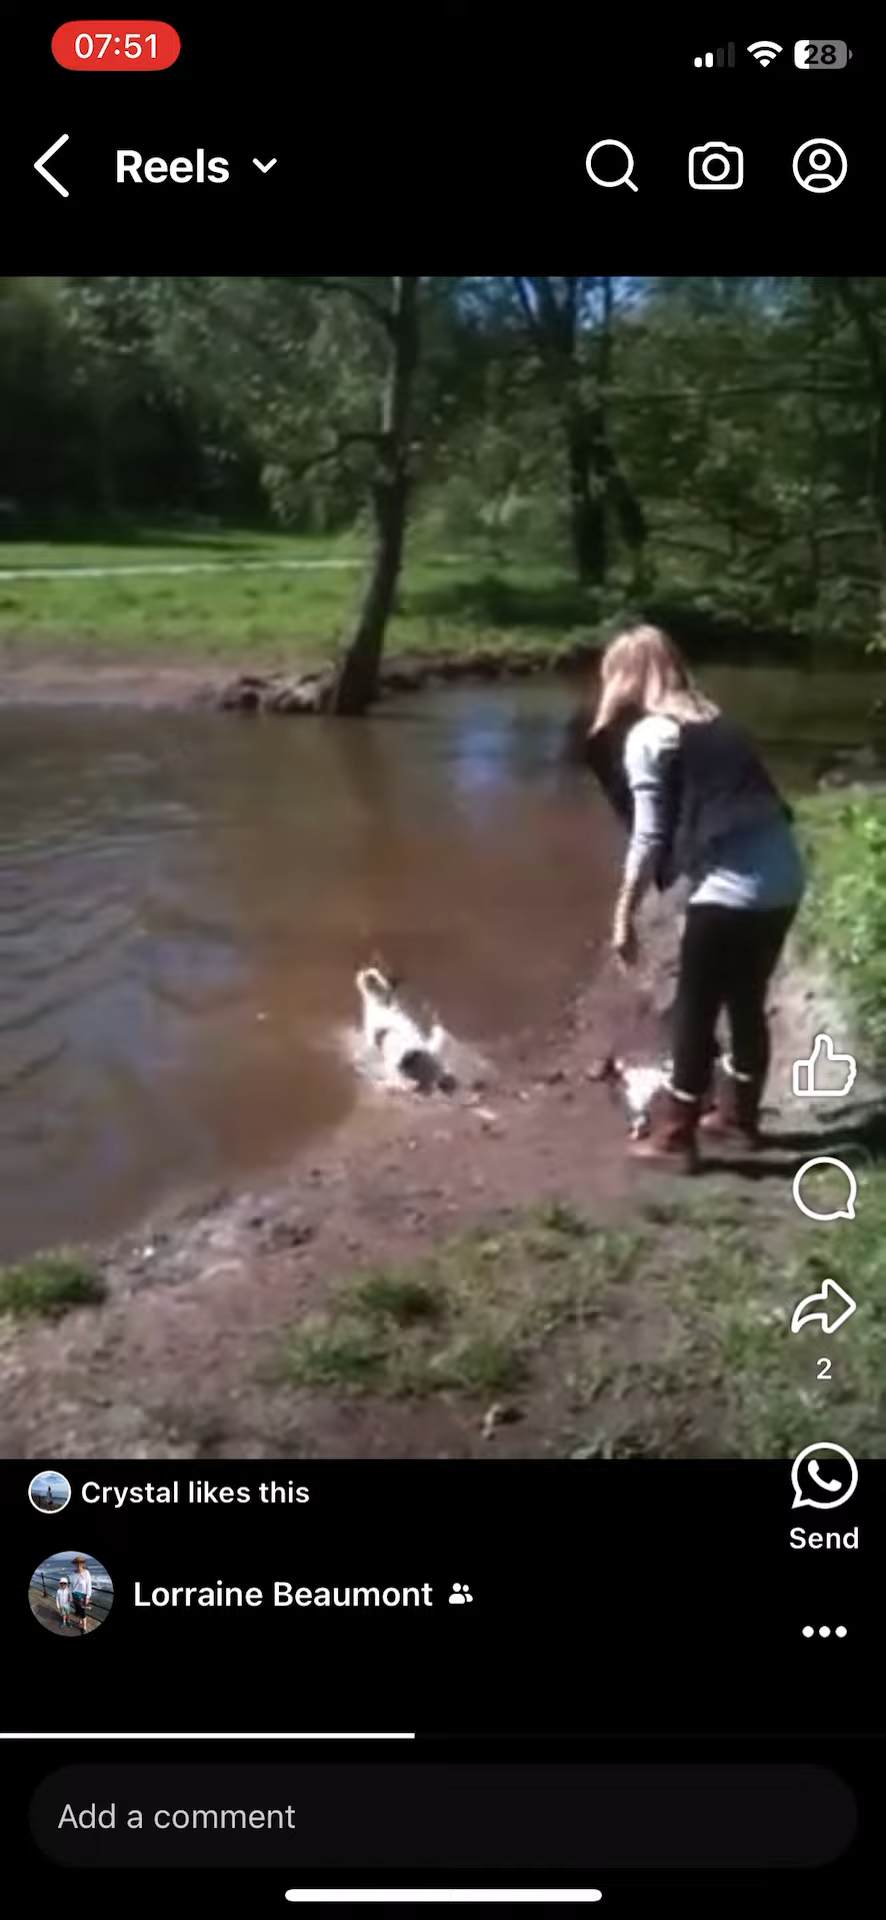 07:51
28
Reels
2
Crystal likes this
Send
Lorraine Beaumont
Add a comment